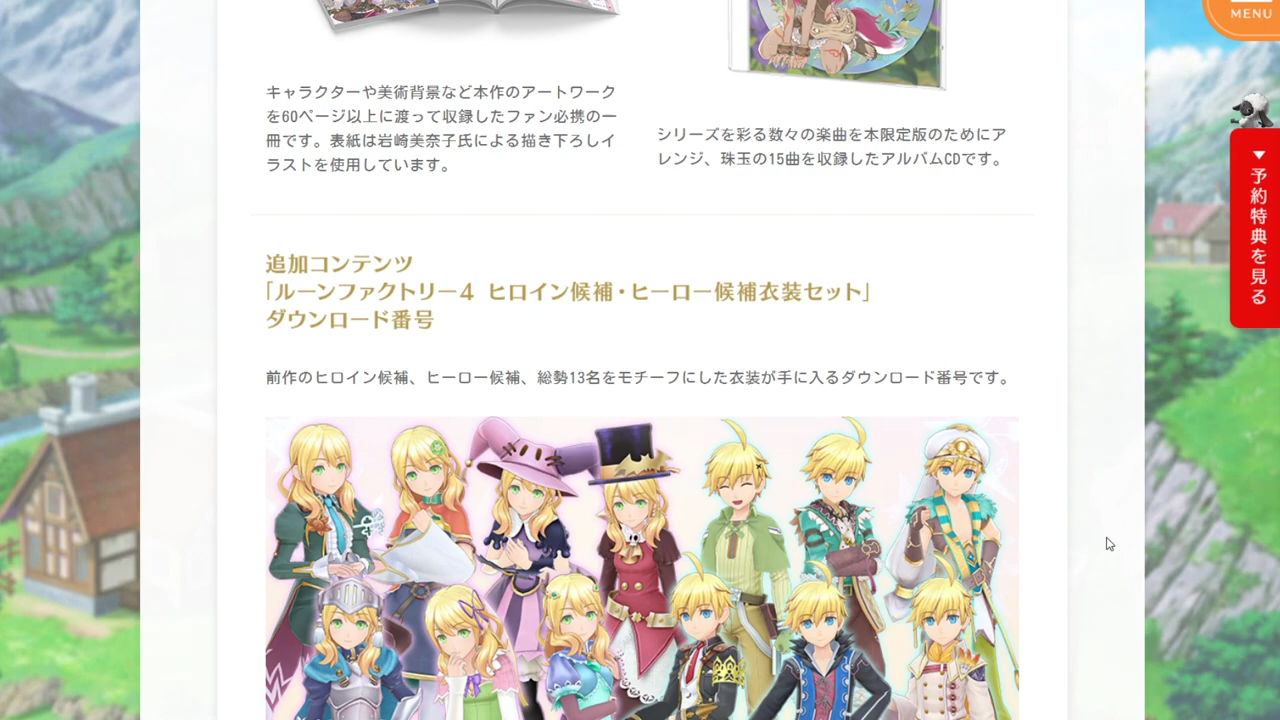 MENU
キャラクターや美術背景など本作のアートワーク
を60ページ以上に渡って収録したファン必携の一
冊です。表紙は岩崎美奈子氏による描き下ろしイ
ラストを使用しています。
シリーズを彩る数々の楽曲を本限定版のためにア
レンジ、珠玉の15曲を収録したアルバムCDです。
▼予約特典を見る
追加コンテンツ
「ルーンファクトリー4 ヒロイン候補・ヒーロー候補衣装セット」
ダウンロード番号
前作のヒロイン候補、ヒーロー候補、総勢13名をモチーフにした衣装が手に入るダウンロード番号です。